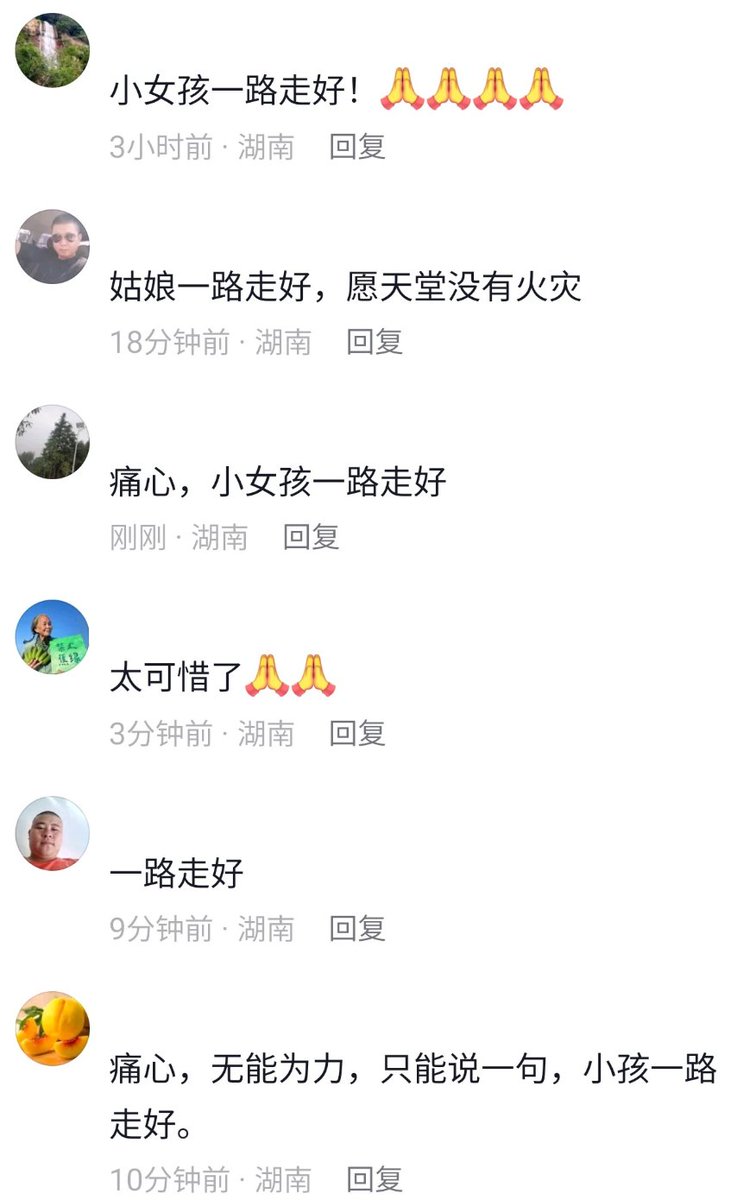 小女孩一路走好！🙏🙏🙏🙏
3小时前 · 湖南 回复
姑娘一路走好，愿天堂没有火灾
18分钟前 · 湖南 回复
痛心，小女孩一路走好
刚刚 · 湖南 回复
太可惜了🙏🙏
3分钟前 · 湖南 回复
一路走好
9分钟前 · 湖南 回复
痛心，无能为力，只能说一句，小孩一路
走好。
10分钟前 · 湖南 回复